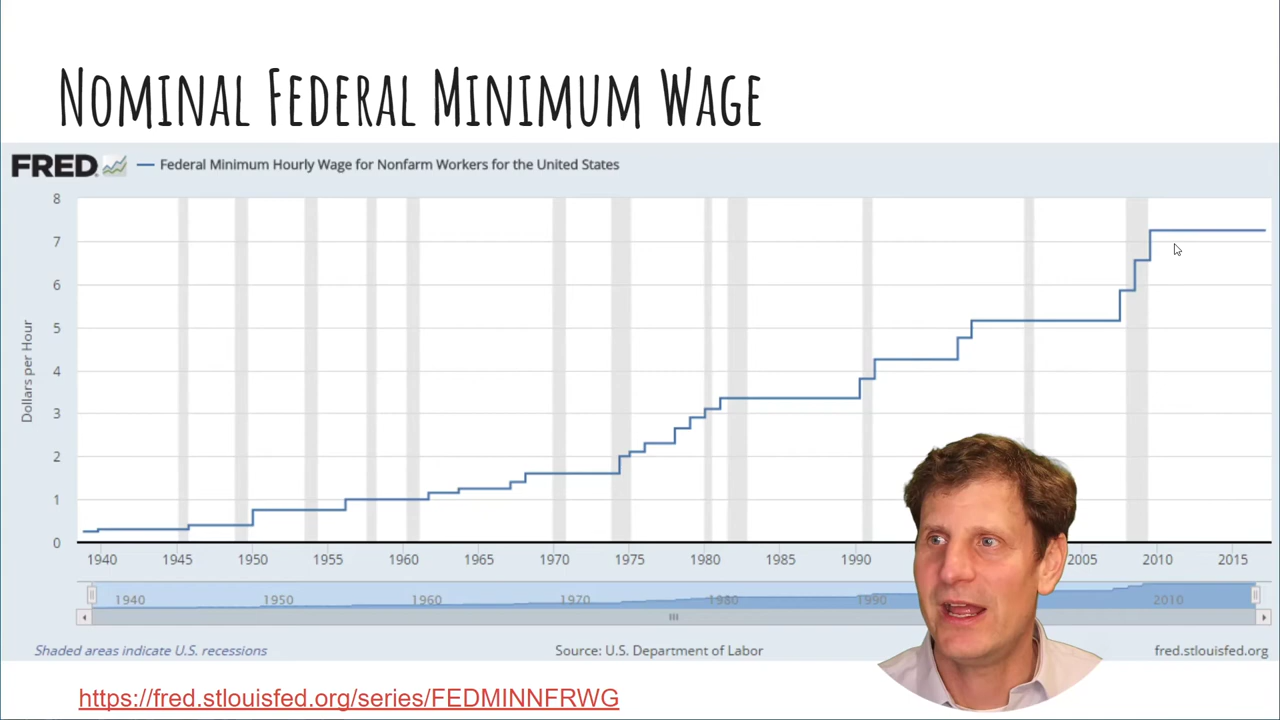 Nominal Federal Minimum Wage
FRED
Federal Minimum Hourly Wage for Nonfarm Workers for the United States
Dollars per Hour
8
7
6
5
4
3
2
1
0
1940 1945 1950 1955 1960 1965 1970 1975 1980 1985 1990 2005 2010 2015
1940 1950 1960 1970 1980 1990 2010
Shaded areas indicate U.S. recessions
Source: U.S. Department of Labor
fred.stlouisfed.org
https://fred.stlouisfed.org/series/FEDMINNFRWG